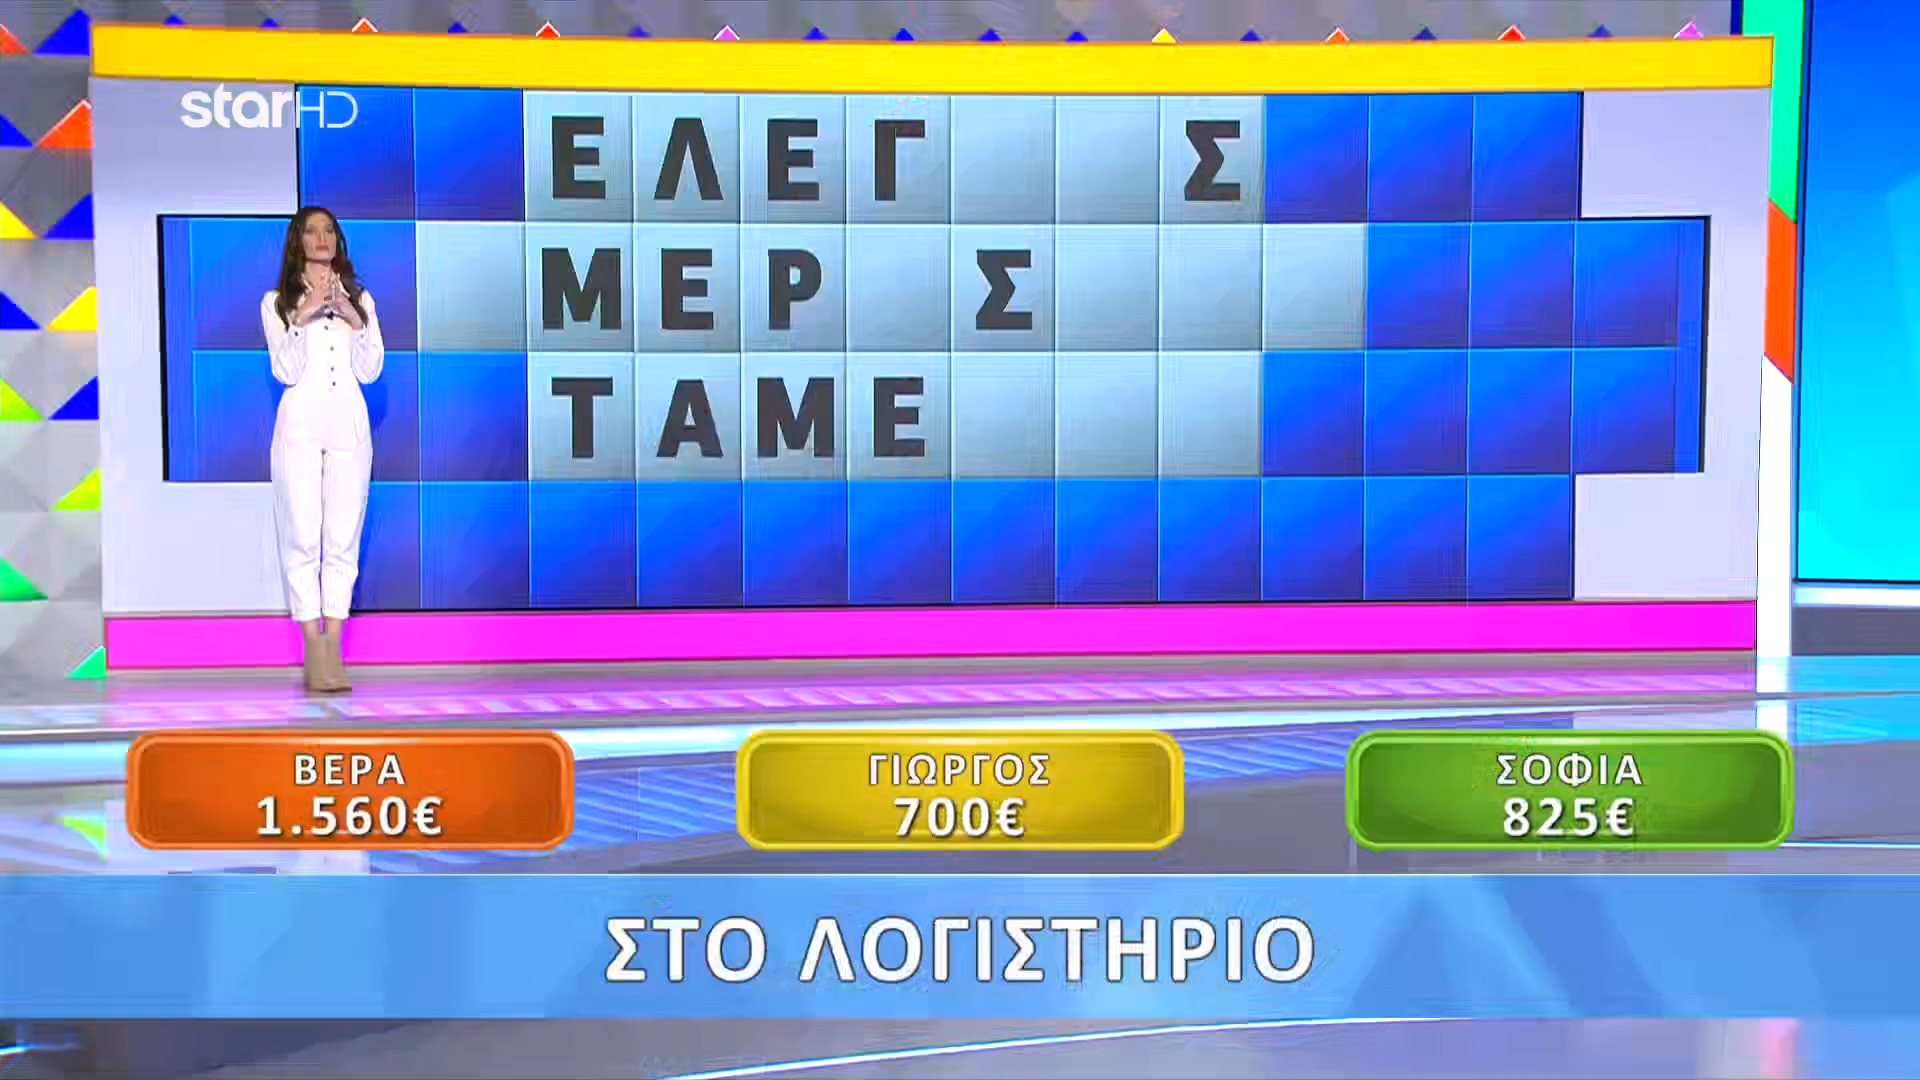 starHD
ΕΛΕΓ Σ
ΜΕΡ Σ
ΤΑΜΕ
ΒΕΡΑ
1.560€
ΓΙΩΡΓΟΣ
700€
ΣΟΦΙΑ
825€
ΣΤΟ ΛΟΓΙΣΤΗΡΙΟ